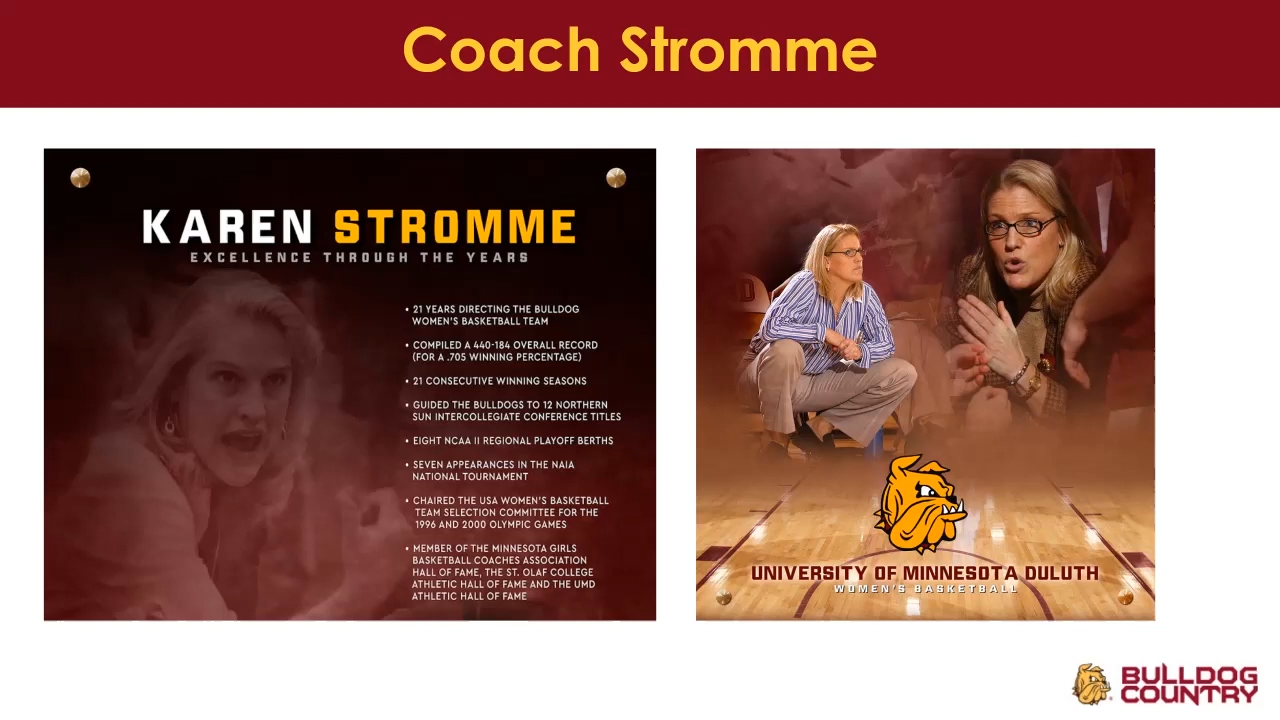 Coach Stromme
KAREN STROMME
EXCELLENCE THROUGH THE YEARS
• 21 YEARS DIRECTING THE BULLDOG
WOMEN'S BASKETBALL TEAM
• COMPILED A 440-184 OVERALL RECORD
(FOR A .705 WINNING PERCENTAGE)
• 21 CONSECUTIVE WINNING SEASONS
• GUIDED THE BULLDOGS TO 12 NORTHERN
SUN INTERCOLLEGIATE CONFERENCE TITLES
• EIGHT NCAA II REGIONAL PLAYOFF BERTHS
• SEVEN APPEARANCES IN THE NAIA
NATIONAL TOURNAMENT
• CHAIRED THE USA WOMEN'S BASKETBALL
TEAM SELECTION COMMITTEE FOR THE
1996 AND 2000 OLYMPIC GAMES
• MEMBER OF THE MINNESOTA GIRLS
BASKETBALL COACHES ASSOCIATION
HALL OF FAME, THE ST. OLAF COLLEGE
ATHLETIC HALL OF FAME AND THE UMD
ATHLETIC HALL OF FAME
UNIVERSITY OF MINNESOTA DULUTH
WOMEN'S BASKETBALL
BULLDOG
COUNTRY